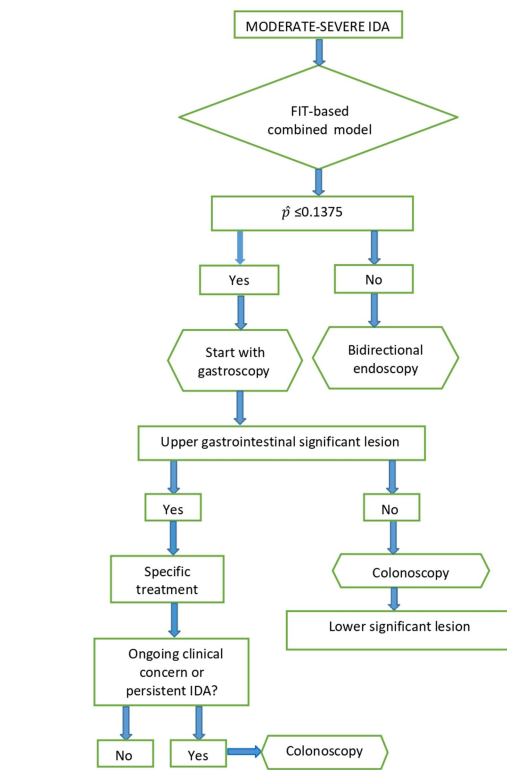 MODERATE-SEVERE IDA
FIT-based
combined model
p̂ ≤0.1375
Yes
No
Start with
gastroscopy
Bidirectional
endoscopy
Upper gastrointestinal significant lesion
Yes
No
Specific
treatment
Colonoscopy
Lower significant lesion
Ongoing clinical
concern or
persistent IDA?
No
Yes
Colonoscopy